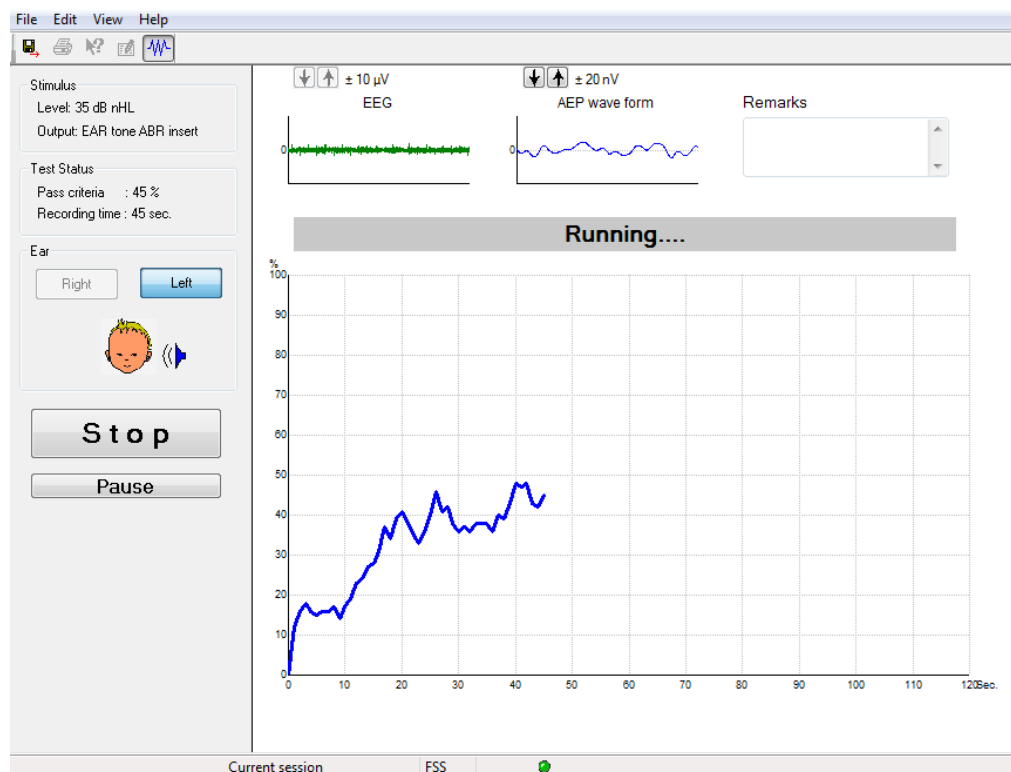 File Edit View Help
Stimulus
Level: 35 dB nHL
Output: EAR tone ABR insert
Test Status
Pass criteria : 45 %
Recording time : 45 sec.
Ear
Right Left
Stop
Pause
± 10 µV
EEG
0
± 20 nV
AEP wave form
0
Remarks
Running....
%
100
90
80
70
60
50
40
30
20
10
0
0 10 20 30 40 50 60 70 80 90 100 110 120 Sec.
Current session FSS